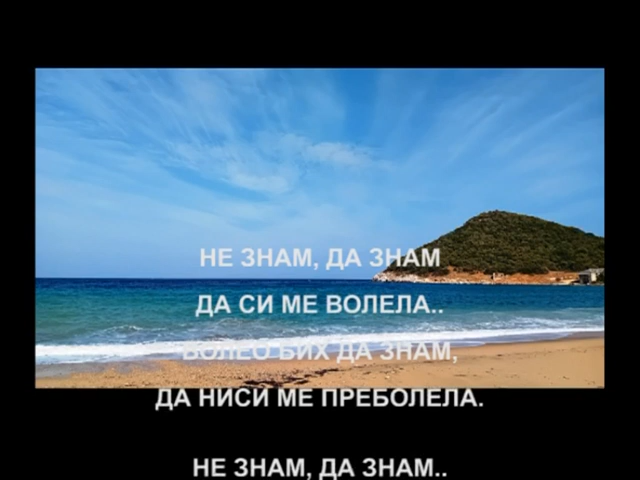 НЕ ЗНАМ, ДА ЗНАМ
ДА СИ МЕ ВОЛЕЛА..
ВОЛЕО БИХ ДА ЗНАМ,
ДА НИСИ МЕ ПРЕБОЛЕЛА.
НЕ ЗНАМ, ДА ЗНАМ..